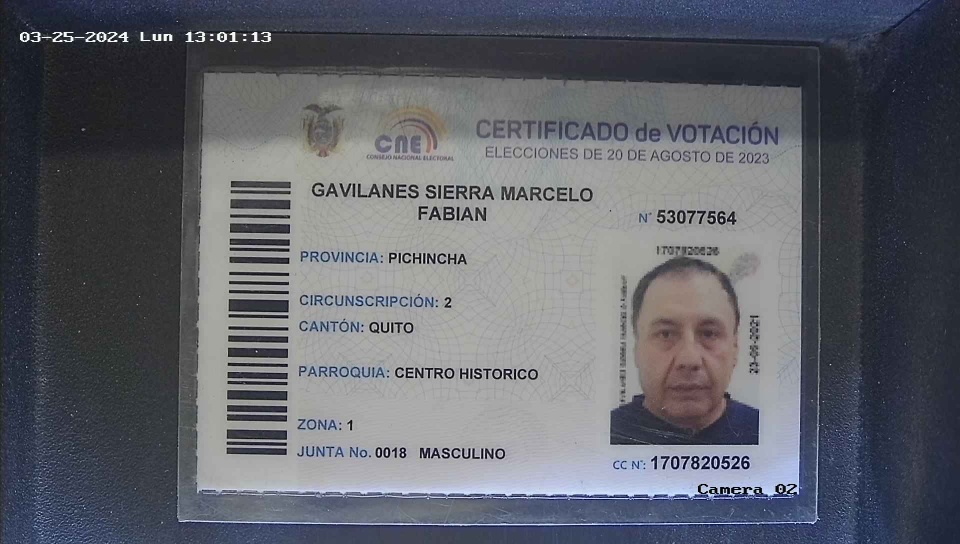 03-25-2024 Lun 13:01:13
CNE
CONSEJO NACIONAL ELECTORAL
CERTIFICADO de VOTACIÓN
ELECCIONES DE 20 DE AGOSTO DE 2023
GAVILANES SIERRA MARCELO
FABIAN
N° 53077564
1707820526
PROVINCIA: PICHINCHA
CIRCUNSCRIPCIÓN: 2
CANTÓN: QUITO
23-06-2021
PARROQUIA: CENTRO HISTORICO
ZONA: 1
JUNTA No. 0018 MASCULINO
CC N°: 1707820526
Camera 02